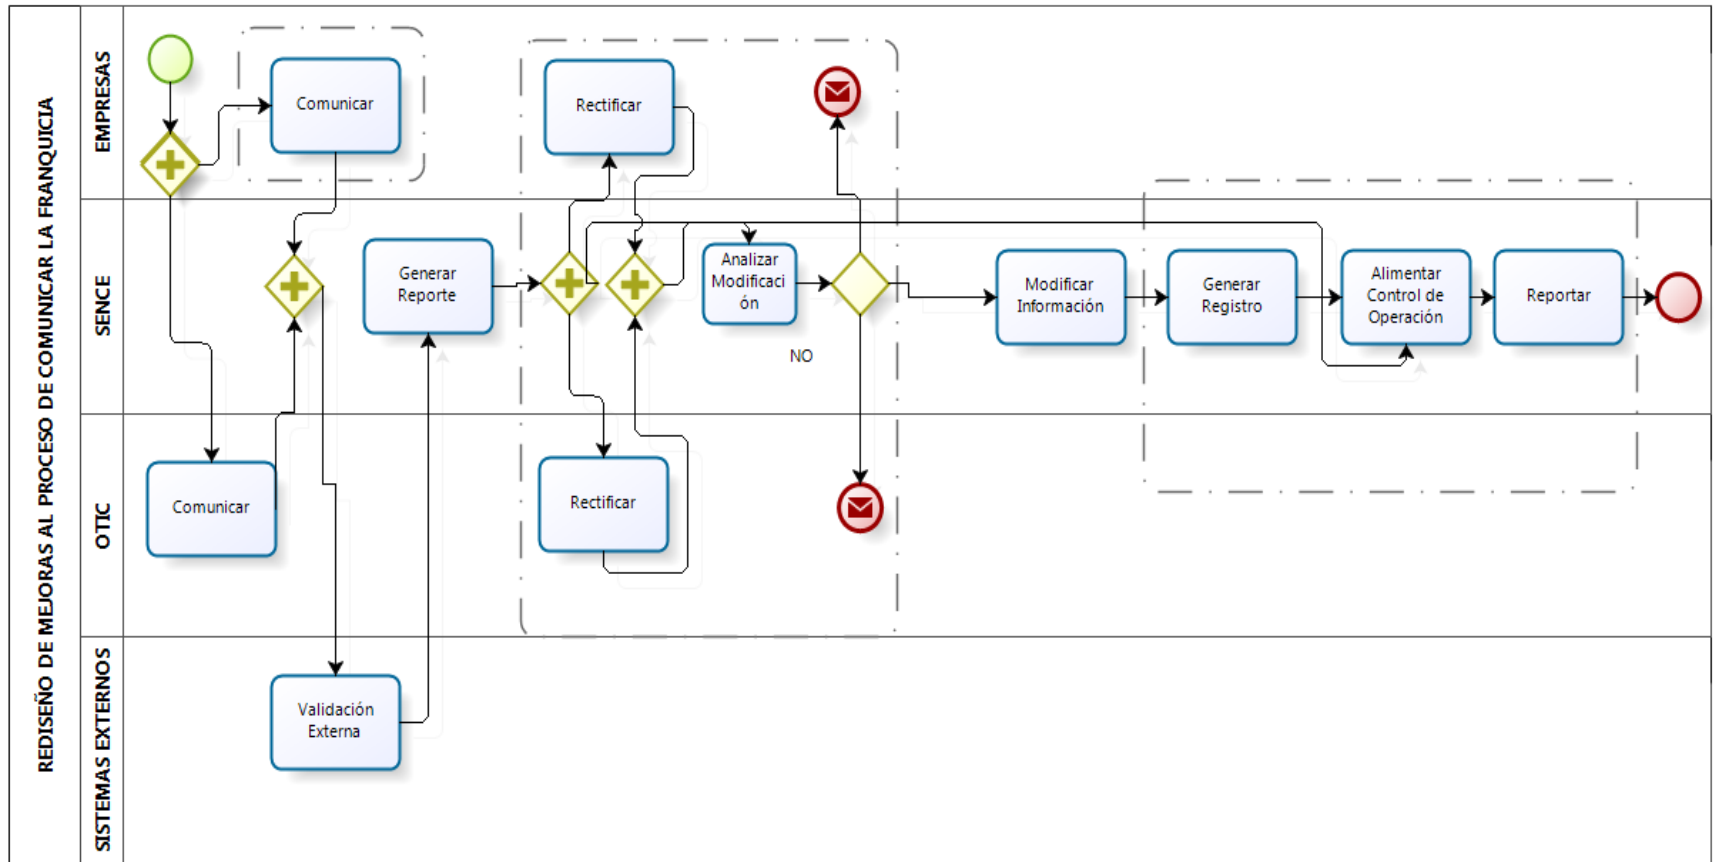 REDISEÑO DE MEJORAS AL PROCESO DE COMUNICAR LA FRANQUICIA
EMPRESAS
Comunicar
Rectificar
SENCE
Generar
Reporte
Analizar
Modificaci
ón
NO
Modificar
Información
Generar
Registro
Alimentar
Control de
Operación
Reportar
OTIC
Comunicar
Rectificar
SISTEMAS EXTERNOS
Validación
Externa